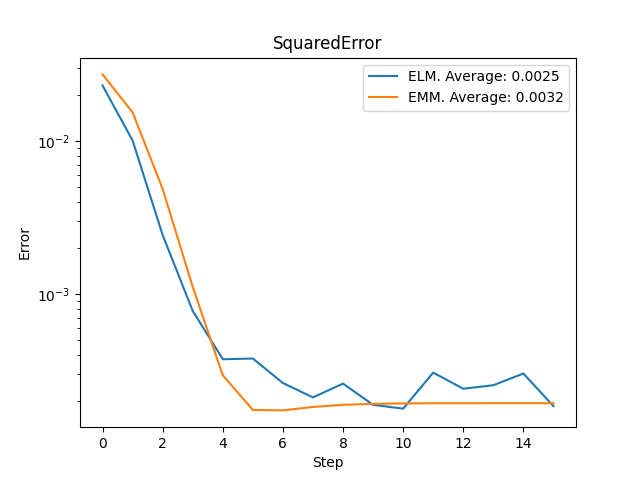 SquaredError
ELM. Average: 0.0025
EMM. Average: 0.0032
10⁻²
10⁻³
Error
0 2 4 6 8 10 12 14
Step